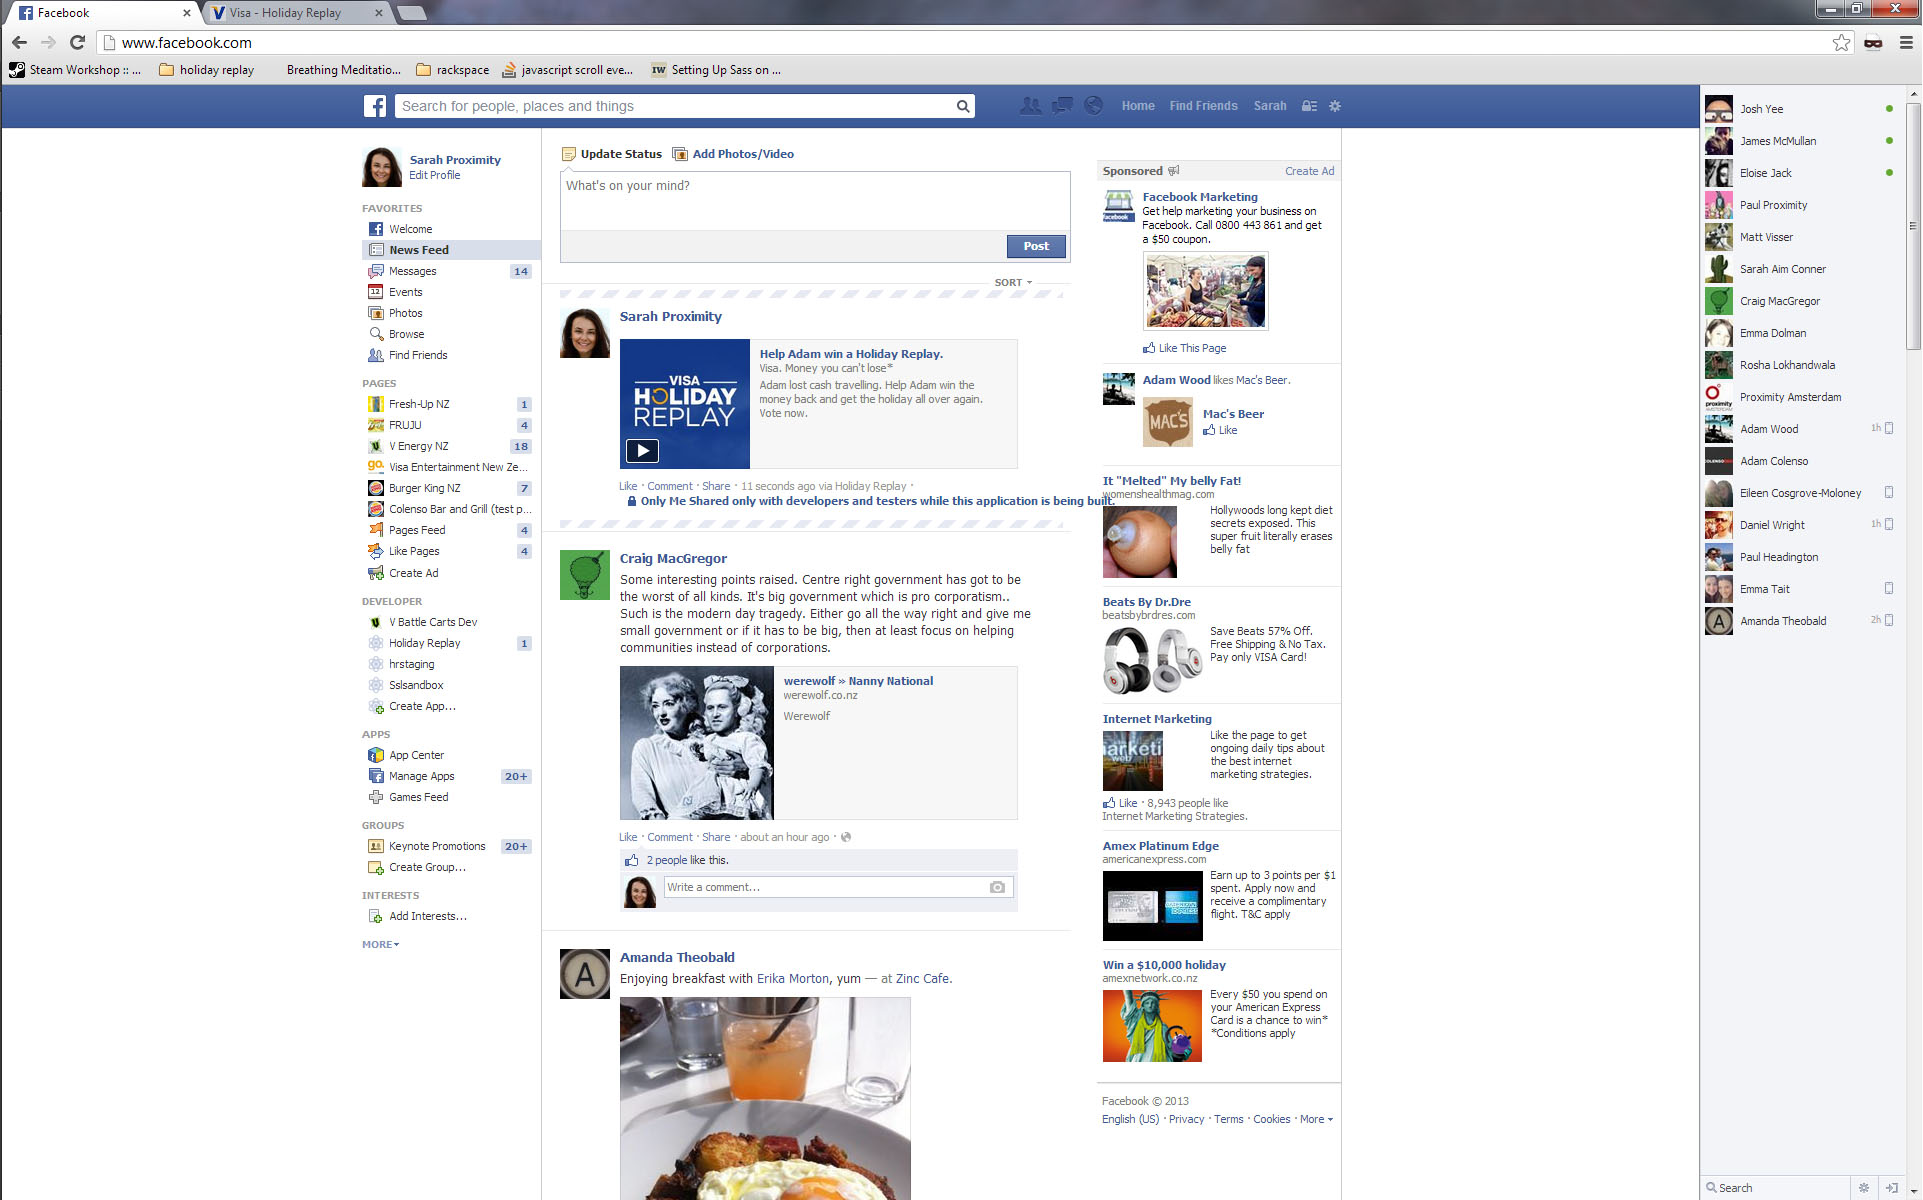 Facebook
Visa - Holiday Replay
www.facebook.com
Steam Workshop :: ...
holiday replay
Breathing Meditatio...
rackspace
javascript scroll eve...
IW
Setting Up Sass on ...
Search for people, places and things
Home
Find Friends
Sarah
Sarah Proximity
Edit Profile
FAVORITES
Welcome
News Feed
Messages 14
Events
Photos
Browse
Find Friends
PAGES
Fresh-Up NZ 1
FRUJU 4
V Energy NZ 18
Visa Entertainment New Ze...
Burger King NZ 7
Colenso Bar and Grill (test p...
Pages Feed 4
Like Pages 4
Create Ad
DEVELOPER
V Battle Carts Dev
Holiday Replay 1
hrstaging
Sslsandbox
Create App...
APPS
App Center
Manage Apps 20+
Games Feed
GROUPS
Keynote Promotions 20+
Create Group...
INTERESTS
Add Interests...
MORE
Update Status Add Photos/Video
What's on your mind?
Post
SORT
Sarah Proximity
VISA
HOLIDAY
REPLAY
Help Adam win a Holiday Replay.
Visa. Money you can't lose*
Adam lost cash travelling. Help Adam win the
money back and get the holiday all over again.
Vote now.
Like · Comment · Share · 11 seconds ago via Holiday Replay ·
Only Me Shared only with developers and testers while this application is being built.
Craig MacGregor
Some interesting points raised. Centre right government has got to be
the worst of all kinds. It's big government which is pro corporatism..
Such is the modern day tragedy. Either go all the way right and give me
small government or if it has to be big, then at least focus on helping
communities instead of corporations.
werewolf » Nanny National
werewolf.co.nz
Werewolf
Like · Comment · Share · about an hour ago ·
2 people like this.
Write a comment...
Amanda Theobald
Enjoying breakfast with Erika Morton, yum — at Zinc Cafe.
A
Sponsored
Create Ad
Facebook Marketing
Get help marketing your business on
Facebook. Call 0800 443 861 and get
a $50 coupon.
facebook
Like This Page
Adam Wood likes Mac's Beer.
MAC'S
Mac's Beer
Like
It "Melted" My belly Fat!
womenshealthmag.com
Hollywoods long kept diet
secrets exposed. This
super fruit literally erases
belly fat
Beats By Dr.Dre
beatsbybrdres.com
Save Beats 57% Off.
Free Shipping & No Tax.
Pay only VISA Card!
Internet Marketing
arketi
web
Like the page to get
ongoing daily tips about
the best internet
marketing strategies.
Like · 8,943 people like
Internet Marketing Strategies.
Amex Platinum Edge
americanexpress.com
Earn up to 3 points per $1
spent. Apply now and
receive a complimentary
flight. T&C apply
Win a $10,000 holiday
amexnetwork.co.nz
Every $50 you spend on
your American Express
Card is a chance to win*
*Conditions apply
Facebook © 2013
English (US) · Privacy · Terms · Cookies · More
Josh Yee
James McMullan
Eloise Jack
Paul Proximity
Matt Visser
Sarah Aim Conner
Craig MacGregor
Emma Dolman
Rosha Lokhandwala
proximity
Proximity Amsterdam
Adam Wood 1h
COLENSO
Adam Colenso
Eileen Cosgrove-Moloney
Daniel Wright 1h
Paul Headington
Emma Tait
A
Amanda Theobald 2h
Search